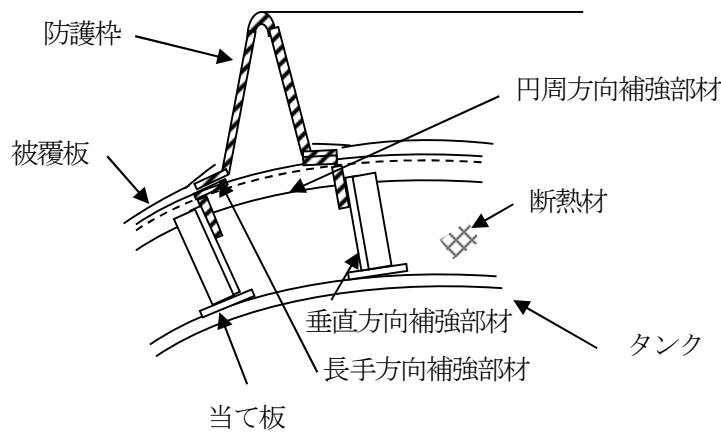 防護枠
円周方向補強部材
被覆板
断熱材
垂直方向補強部材
タンク
長手方向補強部材
当て板